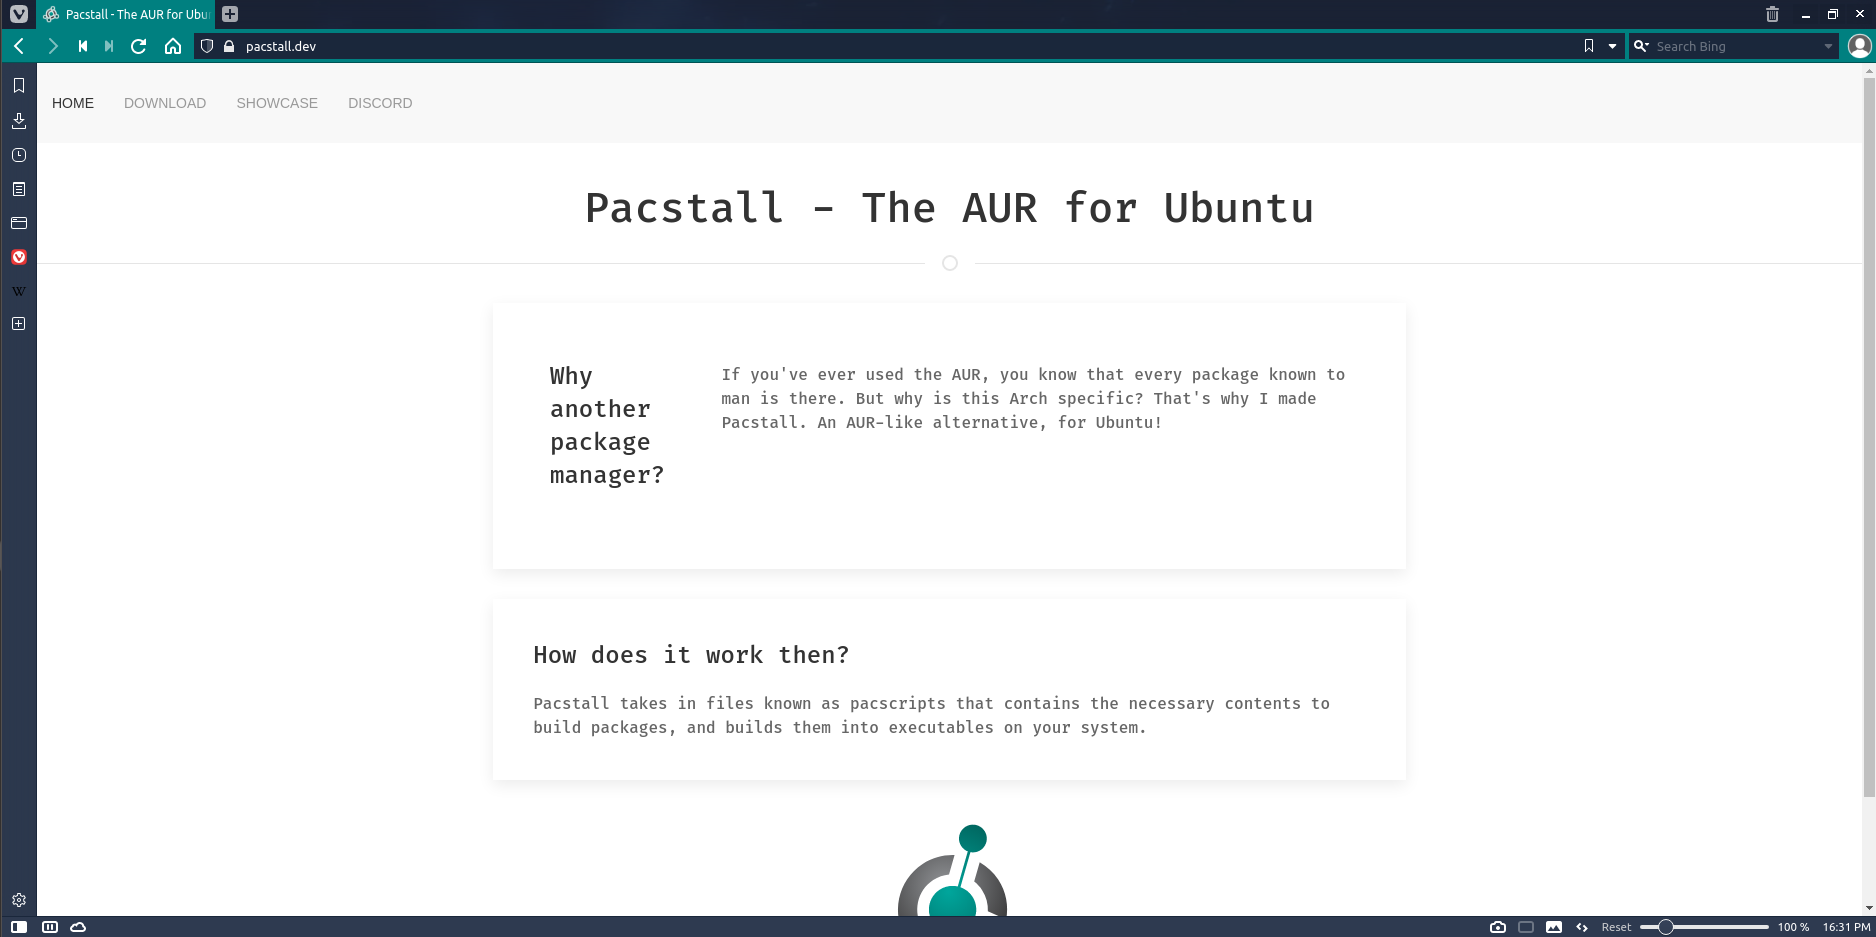 Pacstall - The AUR for Ubu
pacstall.dev
Search Bing
HOME DOWNLOAD SHOWCASE DISCORD
Pacstall - The AUR for Ubuntu
Why
another
package
manager?
If you've ever used the AUR, you know that every package known to
man is there. But why is this Arch specific? That's why I made
Pacstall. An AUR-like alternative, for Ubuntu!
How does it work then?
Pacstall takes in files known as pacscripts that contains the necessary contents to
build packages, and builds them into executables on your system.
W
Reset 100 % 16:31 PM